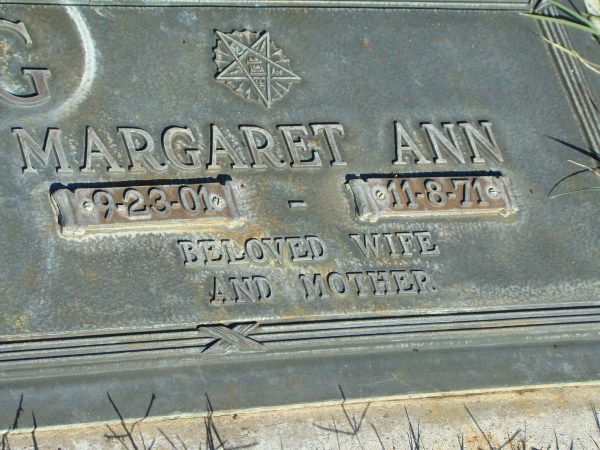 G
MARGARET ANN
9-23-01 - 11-8-71
BELOVED WIFE
AND MOTHER.